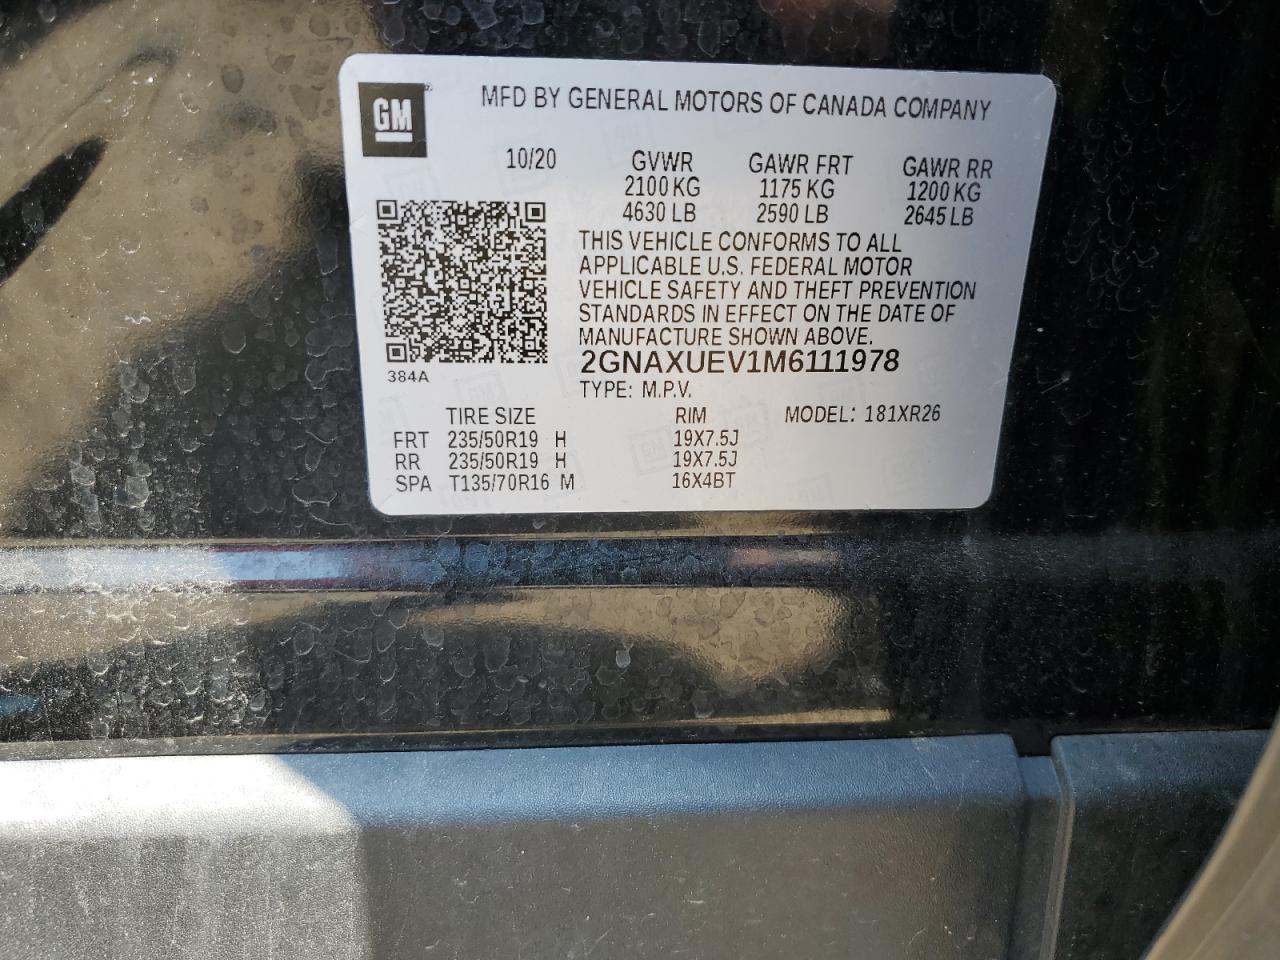 GM
MFD BY GENERAL MOTORS OF CANADA COMPANY
10/20 GVWR GAWR FRT GAWR RR
2100 KG 1175 KG 1200 KG
4630 LB 2590 LB 2645 LB
THIS VEHICLE CONFORMS TO ALL
APPLICABLE U.S. FEDERAL MOTOR
VEHICLE SAFETY AND THEFT PREVENTION
STANDARDS IN EFFECT ON THE DATE OF
MANUFACTURE SHOWN ABOVE.
2GNAXUEV1M6111978
384A
TYPE: M.P.V.
TIRE SIZE RIM MODEL: 181XR26
FRT 235/50R19 H 19X7.5J
RR 235/50R19 H 19X7.5J
SPA T135/70R16 M 16X4BT